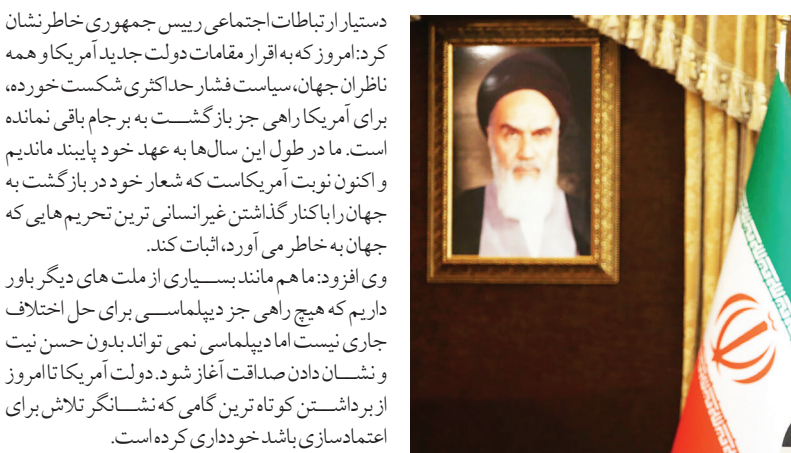 دستیار ارتباطات اجتماعی رییس جمهوری خاطر نشان
کرد: امروز که به اقرار مقامات دولت جدید آمریکا و همه
ناظران جهان، سیاست فشار حداکثری شکست خورده،
برای آمریکا راهی جز بازگشت به برجام باقی نمانده
است. ما در طول این سال‌ها به عهد خود پایبند ماندیم
و اکنون نوبت آمریکاست که شعار خود در بازگشت به
جهان را با کنار گذاشتن غیرانسانی ترین تحریم هایی که
جهان به خاطر می آورد، اثبات کند.
وی افزود: ما هم مانند بسیاری از ملت های دیگر باور
داریم که هیچ راهی جز دیپلماسی برای حل اختلاف
جاری نیست اما دیپلماسی نمی تواند بدون حسن نیت
و نشان دادن صداقت آغاز شود. دولت آمریکا تا امروز
از برداشتن کوتاه ترین گامی که نشانگر تلاش برای
اعتمادسازی باشد خودداری کرده است.